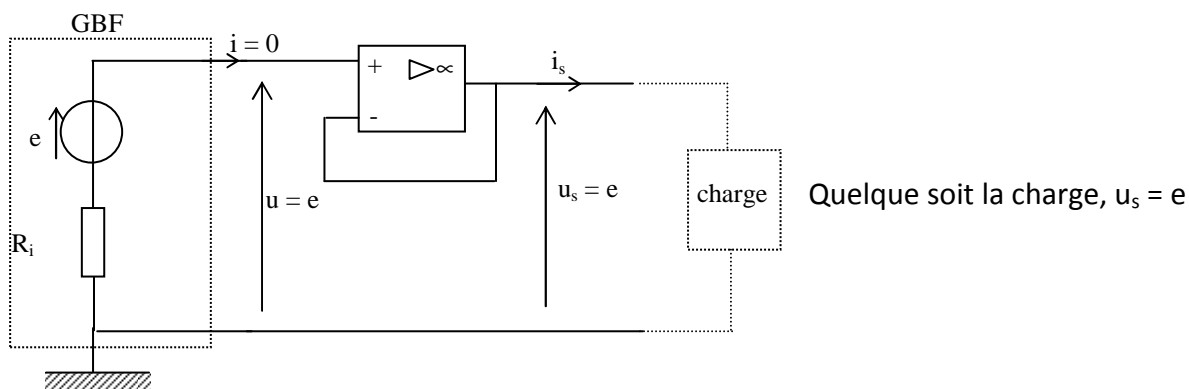 GBF
i = 0
+
▷∝
-
i_s
e
u = e
u_s = e
charge
Quelque soit la charge, u_s = e
R_i